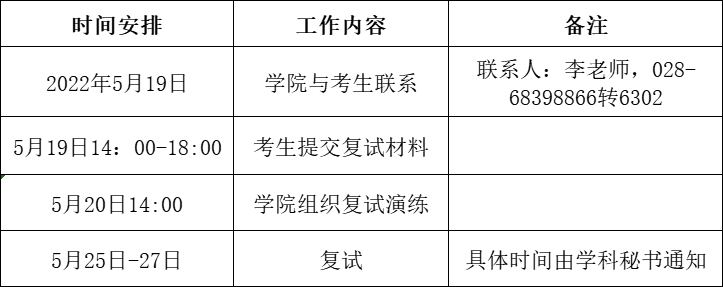 时间安排 工作内容 备注
2022年5月19日 学院与考生联系 联系人：李老师，028-
68398866转6302
5月19日14：00-18:00 考生提交复试材料
5月20日14:00 学院组织复试演练
5月25日-27日 复试 具体时间由学科秘书通知